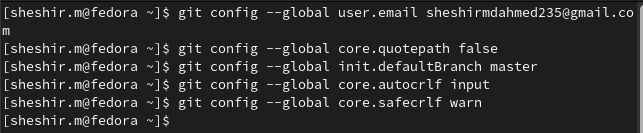 [sheshir.m@fedora ~]$ git config --global user.email sheshirmdahmed235@gmail.co
m
[sheshir.m@fedora ~]$ git config --global core.quotepath false
[sheshir.m@fedora ~]$ git config --global init.defaultBranch master
[sheshir.m@fedora ~]$ git config --global core.autocrlf input
[sheshir.m@fedora ~]$ git config --global core.safecrlf warn
[sheshir.m@fedora ~]$